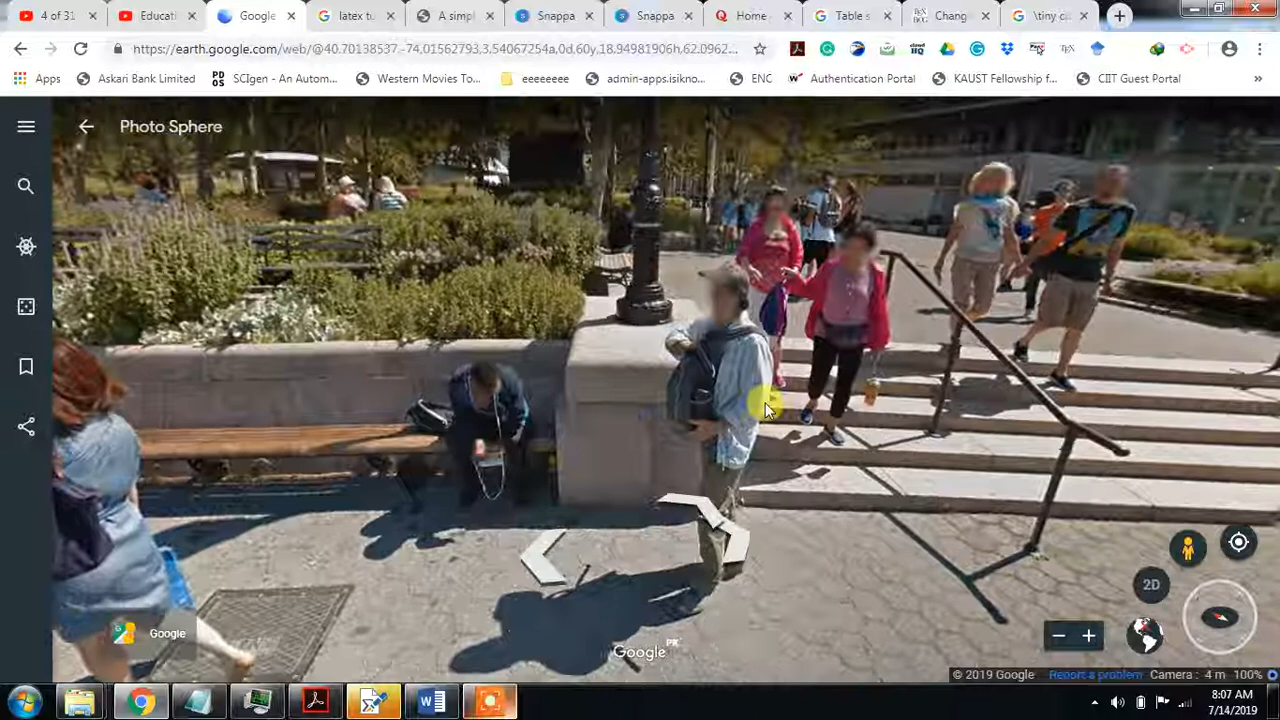 4 of 31
Educati
Google
latex tu
A simpl
Snappa
Snappa
Home -
Table s
Chang
\tiny c
https://earth.google.com/web/@40.70138537,-74.01562793,3.54067254a,0d,60y,18.94981906h,62.0962...
Apps
Askari Bank Limited
SCIgen - An Autom...
Western Movies-To...
eeeeeee
admin-apps.isikno...
ENC
Authentication Portal
KAUST Fellowship f...
CIIT Guest Portal
»
Photo Sphere
2D
Google
Google
© 2019 Google
Report a problem
Camera : 4 m 100%
8:07 AM
7/14/2019